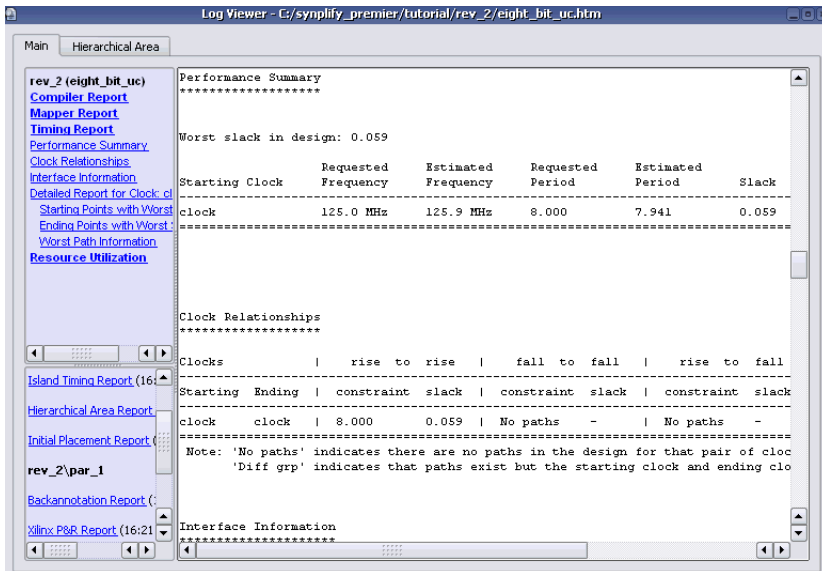 Log Viewer - C:/synplify_premier/tutorial/rev_2/eight_bit_uc.htm
Main Hierarchical Area
rev_2 (eight_bit_uc)
Compiler Report
Mapper Report
Timing Report
Performance Summary
Clock Relationships
Interface Information
Detailed Report for Clock: cl
Starting Points with Worst
Ending Points with Worst
Worst Path Information
Resource Utilization
Island Timing Report (16:
Hierarchical Area Report
Initial Placement Report (
rev_2\par_1
Backannotation Report (
Xilinx P&R Report (16:21
Performance Summary
*******************
Worst slack in design: 0.059
Requested Estimated Requested Estimated
Starting Clock Frequency Frequency Period Period Slack
clock 125.0 MHz 125.9 MHz 8.000 7.941 0.059
Clock Relationships
*******************
Clocks | rise to rise | fall to fall | rise to fall
Starting Ending | constraint slack | constraint slack | constraint slack
clock clock | 8.000 0.059 | No paths - | No paths -
Note: 'No paths' indicates there are no paths in the design for that pair of cloc
'Diff grp' indicates that paths exist but the starting clock and ending clo
Interface Information
*********************